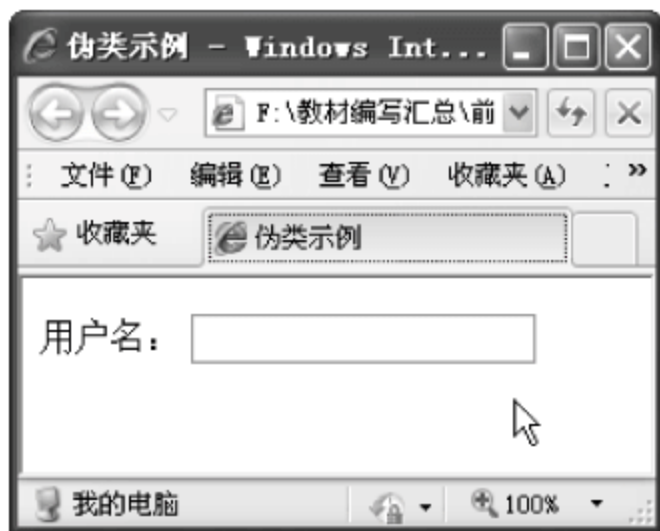 伪类示例 - Windows Int...
F:\教材编写汇总\前
文件(F) 编辑(E) 查看(V) 收藏夹(A) »
收藏夹 伪类示例
用户名：
我的电脑 100%